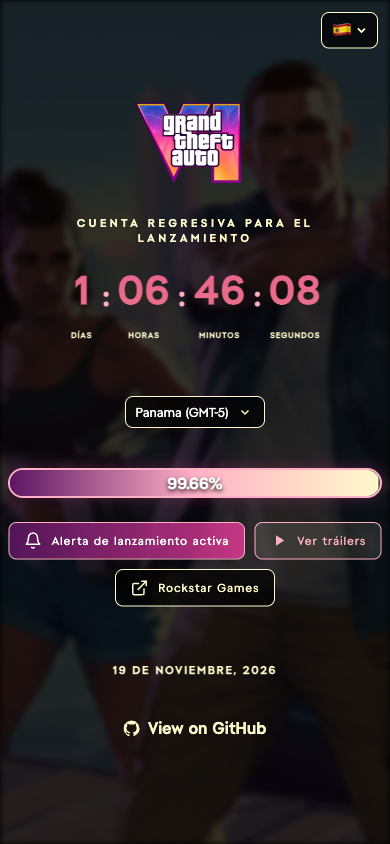 VI
grand
theft
auto
CUENTA REGRESIVA PARA EL
LANZAMIENTO
1 : 06 : 46 : 08
DÍAS HORAS MINUTOS SEGUNDOS
Panama (GMT-5)
99.66%
Alerta de lanzamiento activa Ver tráilers
Rockstar Games
19 DE NOVIEMBRE, 2026
View on GitHub